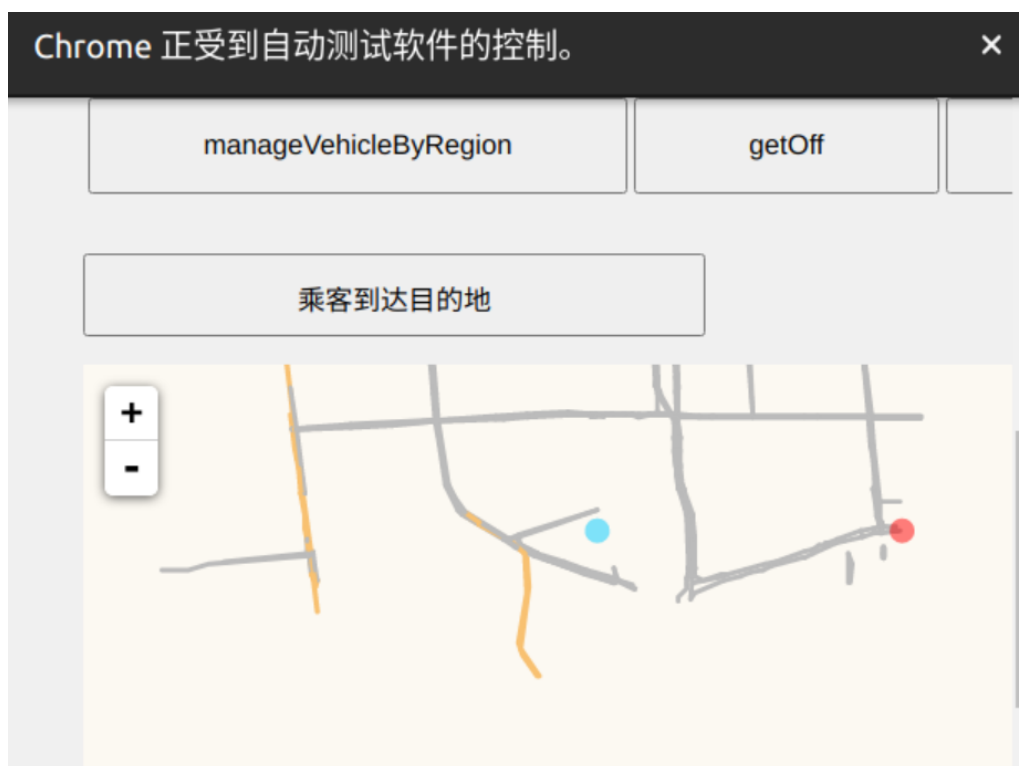 Chrome 正受到自动测试软件的控制。 ×
manageVehicleByRegion getOff
乘客到达目的地
+
-